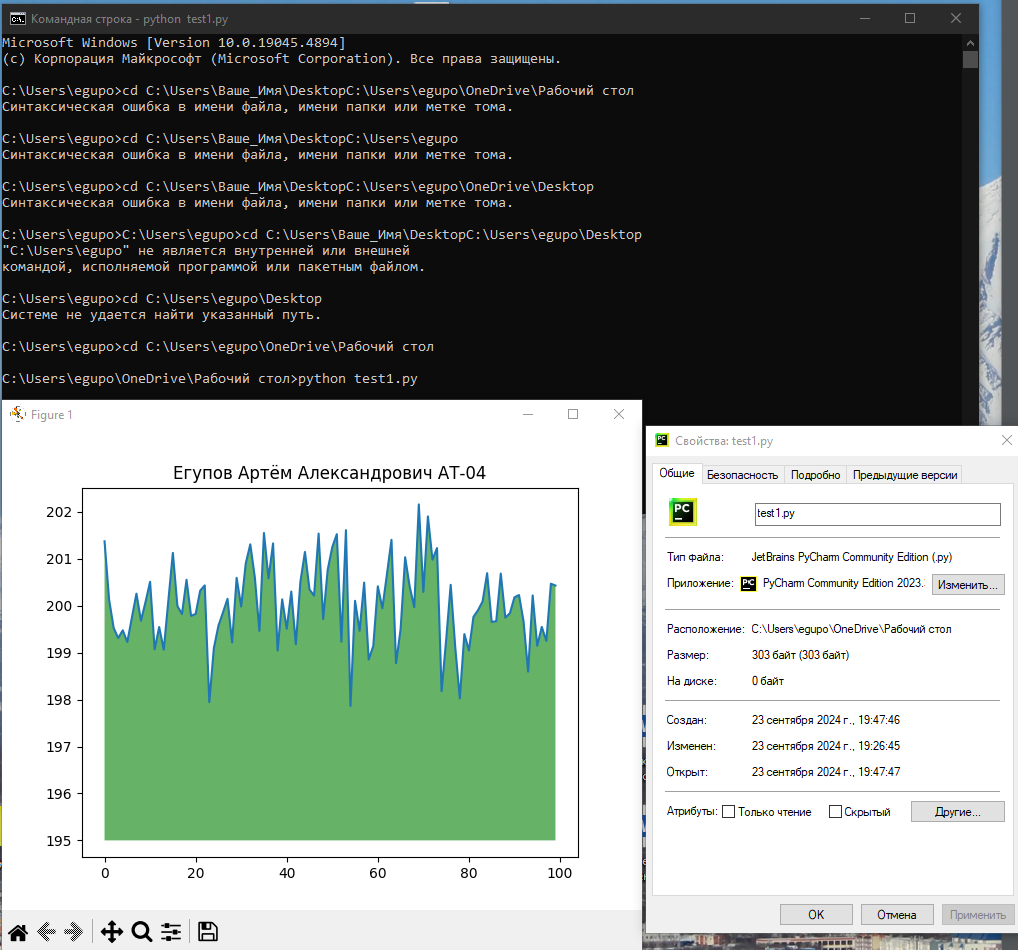 Командная строка - python test1.py
Microsoft Windows [Version 10.0.19045.4894]
(c) Корпорация Майкрософт (Microsoft Corporation). Все права защищены.
C:\Users\egupo>cd C:\Users\Ваше_Имя\DesktopC:\Users\egupo\OneDrive\Рабочий стол
Синтаксическая ошибка в имени файла, имени папки или метке тома.
C:\Users\egupo>cd C:\Users\Ваше_Имя\DesktopC:\Users\egupo
Синтаксическая ошибка в имени файла, имени папки или метке тома.
C:\Users\egupo>cd C:\Users\Ваше_Имя\DesktopC:\Users\egupo\OneDrive\Desktop
Синтаксическая ошибка в имени файла, имени папки или метке тома.
C:\Users\egupo>C:\Users\egupo>cd C:\Users\Ваше_Имя\DesktopC:\Users\egupo\Desktop
"C:\Users\egupo" не является внутренней или внешней
командой, исполняемой программой или пакетным файлом.
C:\Users\egupo>cd C:\Users\egupo\Desktop
Системе не удается найти указанный путь.
C:\Users\egupo>cd C:\Users\egupo\OneDrive\Рабочий стол
C:\Users\egupo\OneDrive\Рабочий стол>python test1.py
Figure 1
Егупов Артём Александрович АТ-04
202
201
200
199
198
197
196
195
0 20 40 60 80 100
Свойства: test1.py
Общие Безопасность Подробно Предыдущие версии
PC
test1.py
Тип файла: JetBrains PyCharm Community Edition (.py)
Приложение: PyCharm Community Edition 2023. Изменить...
Расположение: C:\Users\egupo\OneDrive\Рабочий стол
Размер: 303 байт (303 байт)
На диске: 0 байт
Создан: 23 сентября 2024 г., 19:47:46
Изменен: 23 сентября 2024 г., 19:26:45
Открыт: 23 сентября 2024 г., 19:47:47
Атрибуты: Только чтение Скрытый Другие...
OK Отмена Применить